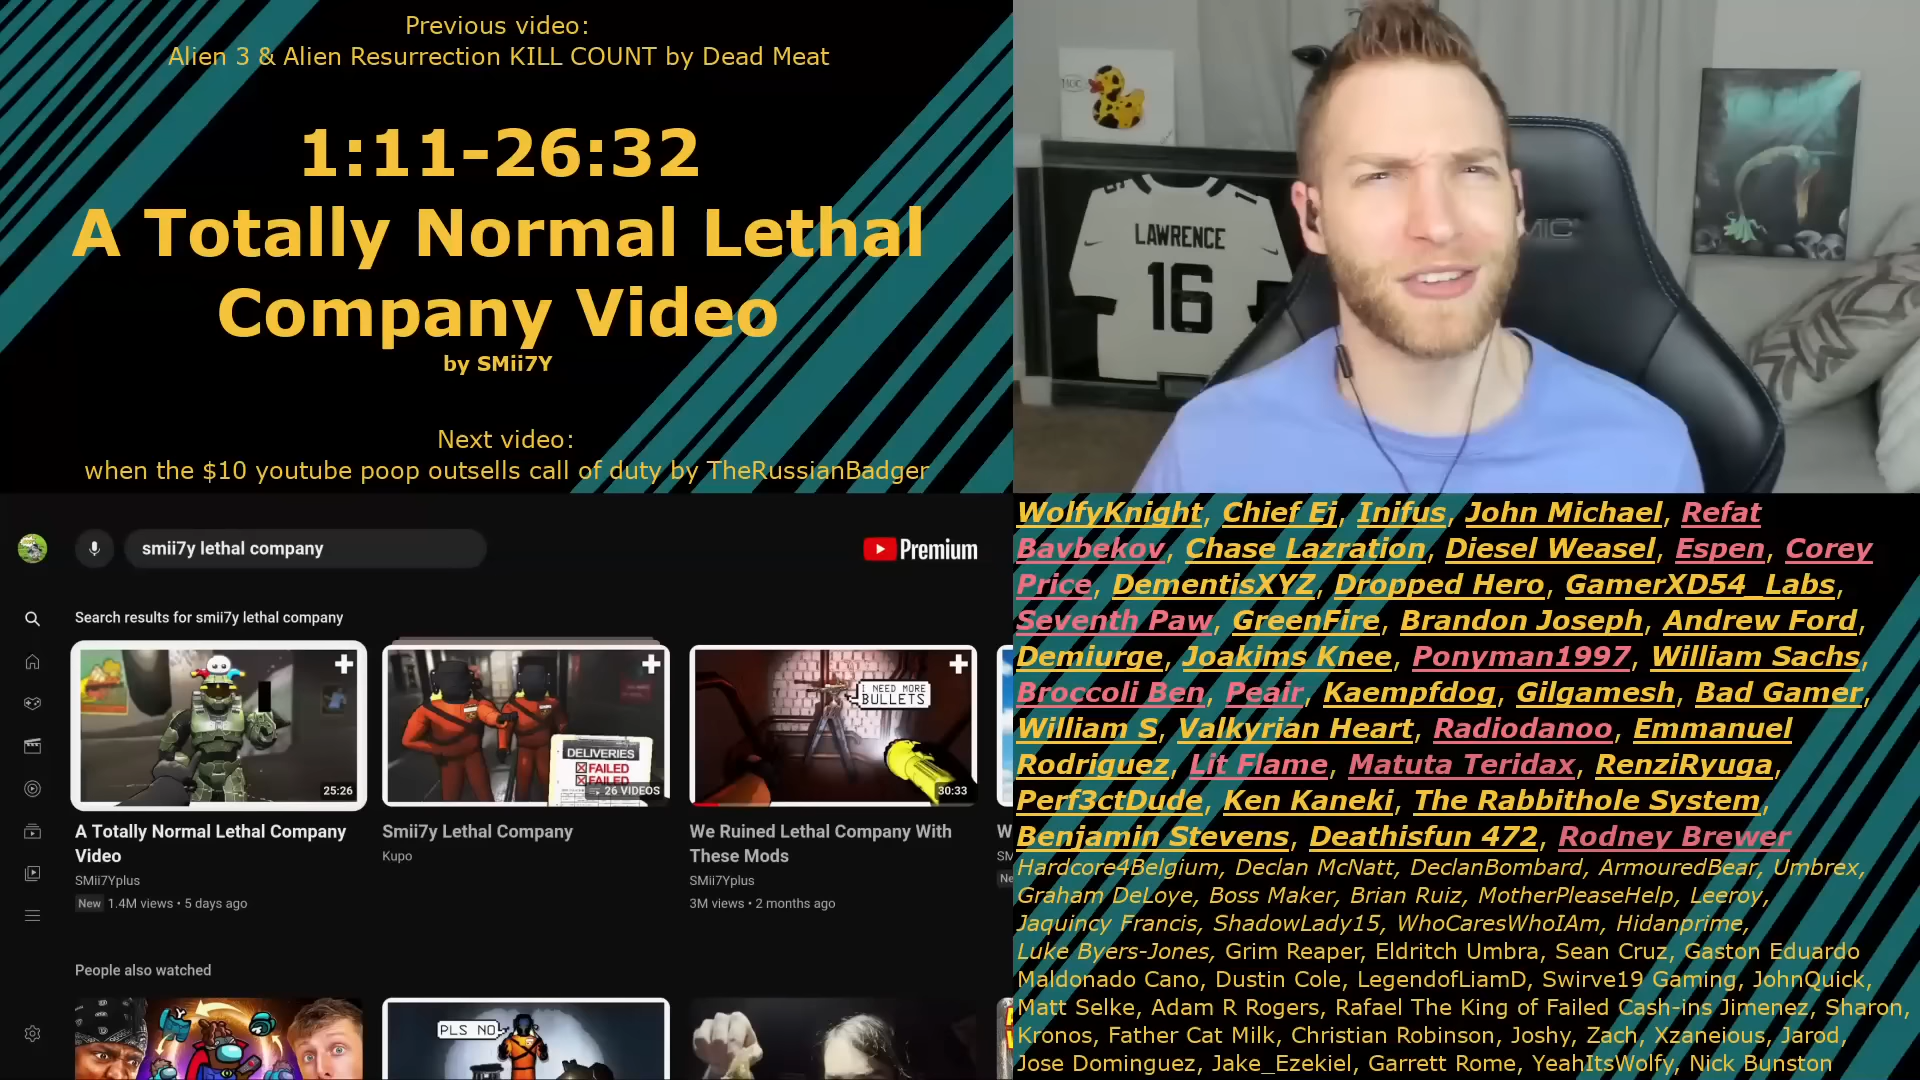 Previous video:
Alien 3 & Alien Resurrection KILL COUNT by Dead Meat
1:11-26:32
A Totally Normal Lethal
Company Video
by SMii7Y
Next video:
when the $10 youtube poop outsells call of duty by TheRussianBadger
LAWRENCE
16
smii7y lethal company
Premium
Search results for smii7y lethal company
25:26
DELIVERIES
FAILED
FAILED
26 VIDEOS
I NEED MORE
BULLETS
30:33
A Totally Normal Lethal Company
Video
SMii7Yplus
New 1.4M views • 5 days ago
Smii7y Lethal Company
Kupo
We Ruined Lethal Company With
These Mods
SMii7Yplus
3M views • 2 months ago
People also watched
PLS NO
WolfyKnight, Chief Ej, Inifus, John Michael, Refat
Bavbekov, Chase Lazration, Diesel Weasel, Espen, Corey
Price, DementisXYZ, Dropped Hero, GamerXD54_Labs,
Seventh Paw, GreenFire, Brandon Joseph, Andrew Ford,
Demiurge, Joakims Knee, Ponyman1997, William Sachs,
Broccoli Ben, Peair, Kaempfdog, Gilgamesh, Bad Gamer,
William S, Valkyrian Heart, Radiodanoo, Emmanuel
Rodriguez, Lit Flame, Matuta Teridax, RenziRyuga,
Perf3ctDude, Ken Kaneki, The Rabbithole System,
Benjamin Stevens, Deathisfun 472, Rodney Brewer
Hardcore4Belgium, Declan McNatt, DeclanBombard, ArmouredBear, Umbrex,
Graham DeLoye, Boss Maker, Brian Ruiz, MotherPleaseHelp, Leeroy,
Jaquincy Francis, ShadowLady15, WhoCaresWhoIAm, Hidanprime,
Luke Byers-Jones, Grim Reaper, Eldritch Umbra, Sean Cruz, Gaston Eduardo
Maldonado Cano, Dustin Cole, LegendofLiamD, Swirve19 Gaming, JohnQuick,
Matt Selke, Adam R Rogers, Rafael The King of Failed Cash-ins Jimenez, Sharon,
Kronos, Father Cat Milk, Christian Robinson, Joshy, Zach, Xzaneious, Jarod,
Jose Dominguez, Jake_Ezekiel, Garrett Rome, YeahItsWolfy, Nick Bunston